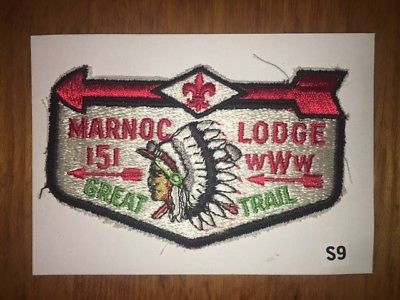 MARNOC LODGE
151 WWW
GREAT TRAIL
S9